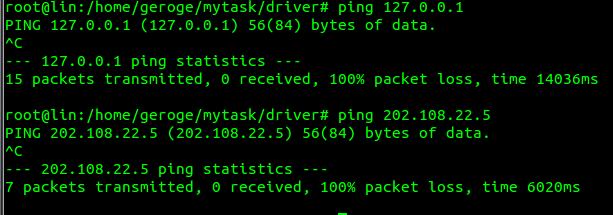 root@lin:/home/geroge/mytask/driver# ping 127.0.0.1
PING 127.0.0.1 (127.0.0.1) 56(84) bytes of data.
^C
--- 127.0.0.1 ping statistics ---
15 packets transmitted, 0 received, 100% packet loss, time 14036ms
root@lin:/home/geroge/mytask/driver# ping 202.108.22.5
PING 202.108.22.5 (202.108.22.5) 56(84) bytes of data.
^C
--- 202.108.22.5 ping statistics ---
7 packets transmitted, 0 received, 100% packet loss, time 6020ms